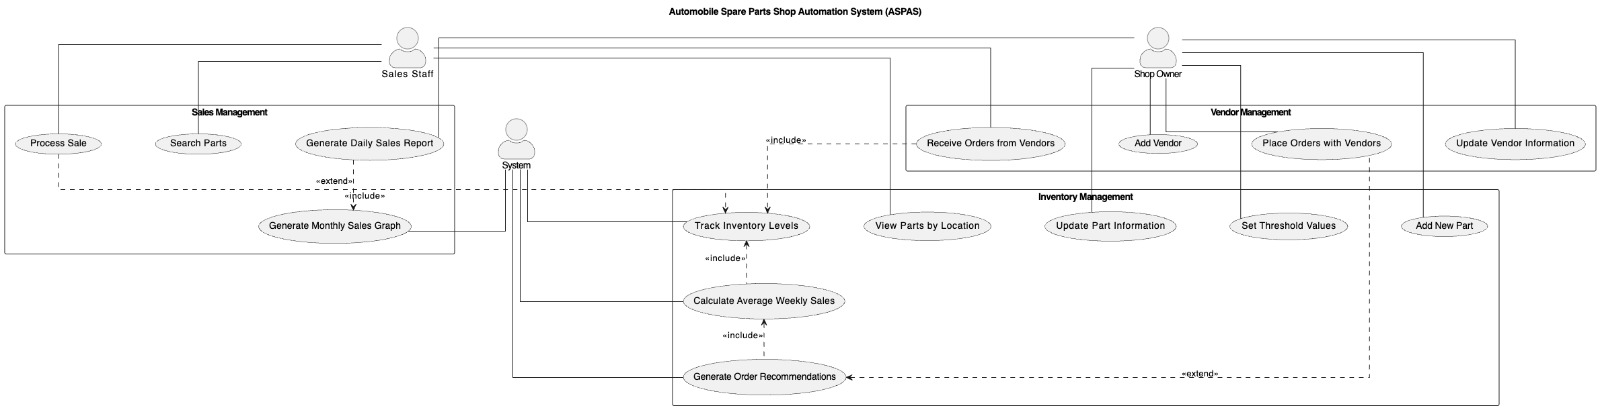 Automobile Spare Parts Shop Automation System (ASPAS)
Sales Staff
Shop Owner
Sales Management
Vendor Management
Process Sale
Search Parts
Generate Daily Sales Report
System
«include»
Receive Orders from Vendors
Add Vendor
Place Orders with Vendors
Update Vendor Information
«extend»
«include»
Inventory Management
Generate Monthly Sales Graph
Track Inventory Levels
View Parts by Location
Update Part Information
Set Threshold Values
Add New Part
«include»
Calculate Average Weekly Sales
«include»
Generate Order Recommendations
«extend»